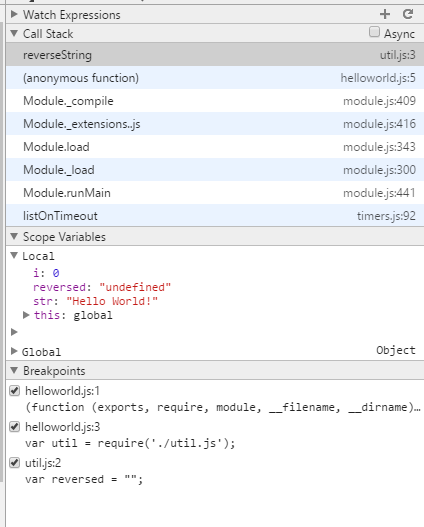 Watch Expressions
Call Stack Async
reverseString util.js:3
(anonymous function) helloworld.js:5
Module._compile module.js:409
Module._extensions..js module.js:416
Module.load module.js:343
Module._load module.js:300
Module.runMain module.js:441
listOnTimeout timers.js:92
Scope Variables
Local
i: 0
reversed: "undefined"
str: "Hello World!"
this: global
Global Object
Breakpoints
helloworld.js:1
(function (exports, require, module, __filename, __dirname)…
helloworld.js:3
var util = require('./util.js');
util.js:2
var reversed = "";